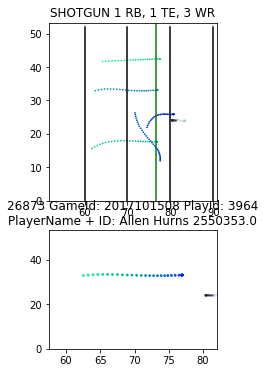 SHOTGUN 1 RB, 1 TE, 3 WR
50
40
30
20
10
0
60 70 80 90
26873 GameId: 2017101508 PlayId: 3964
PlayerName + ID: Allen Hurns 2550353.0
40
20
0
60 65 70 75 80